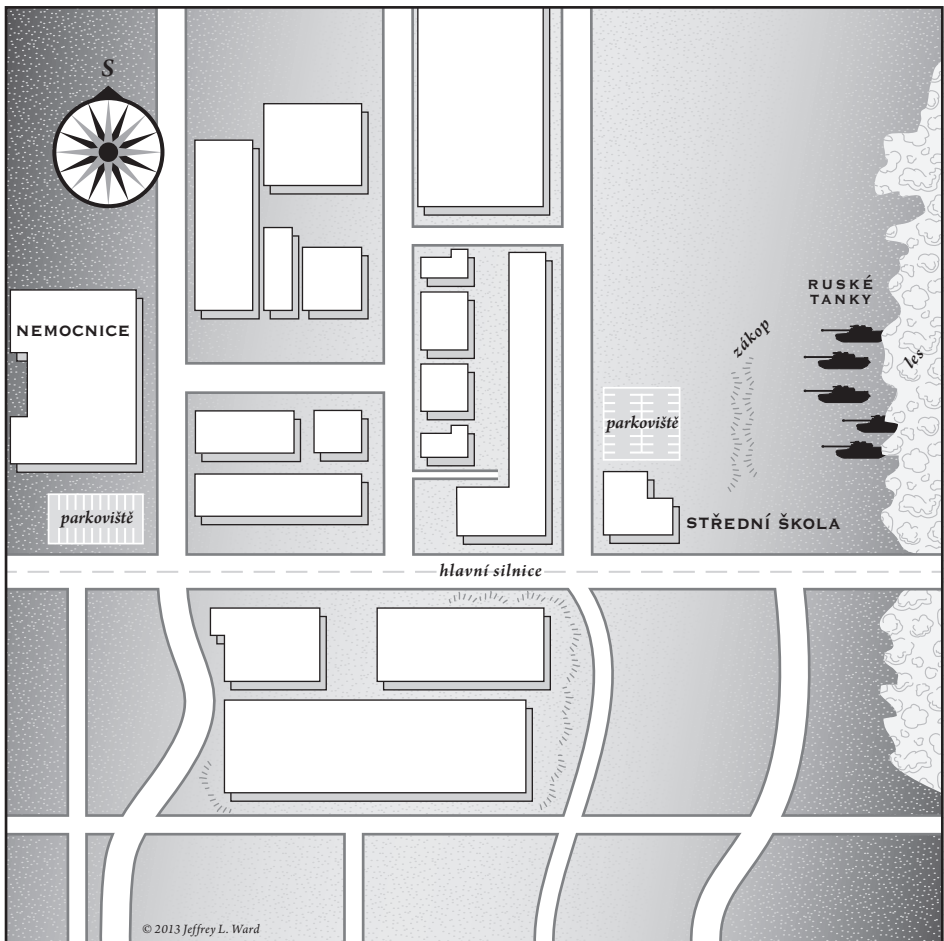 S
RUSKÉ
TANKY
NEMOCNICE
zákop
les
parkoviště
parkoviště
STŘEDNÍ ŠKOLA
hlavní silnice
© 2013 Jeffrey L. Ward